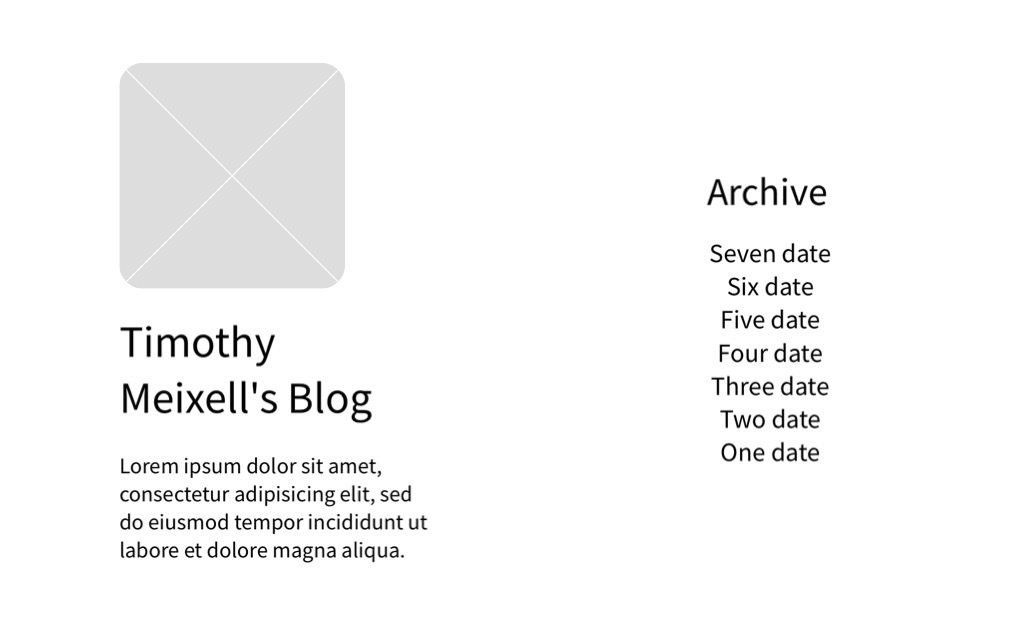 Timothy
Meixell's Blog
Lorem ipsum dolor sit amet,
consectetur adipisicing elit, sed
do eiusmod tempor incididunt ut
labore et dolore magna aliqua.
Archive
Seven date
Six date
Five date
Four date
Three date
Two date
One date